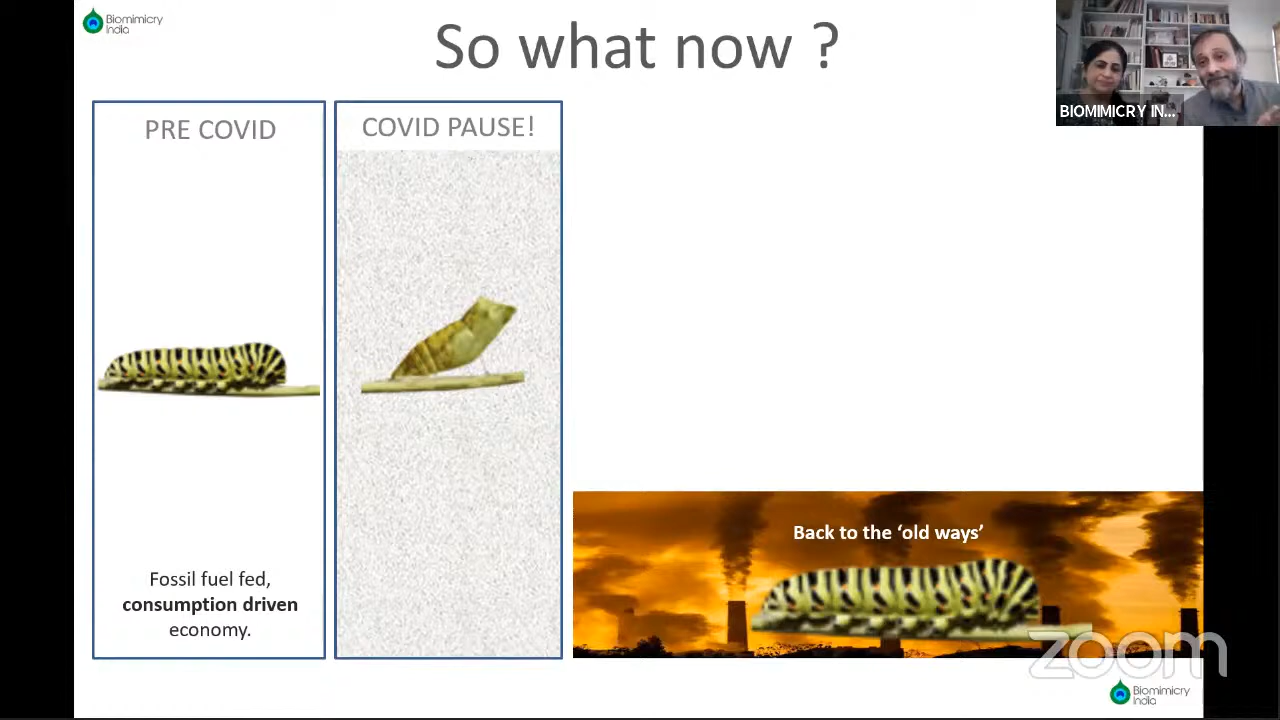 Biomimicry
India
So what now ?
BIOMIMICRY IN...
PRE COVID
COVID PAUSE!
Fossil fuel fed,
consumption driven
economy.
Back to the ‘old ways’
zoom
Biomimicry
India